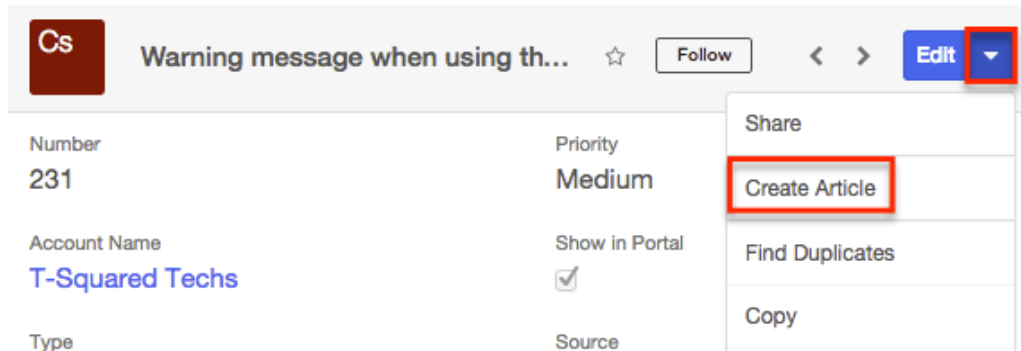 Cs
Warning message when using th...
Follow
Edit
Number
231
Priority
Medium
Account Name
T-Squared Techs
Show in Portal
Type
Source
Share
Create Article
Find Duplicates
Copy